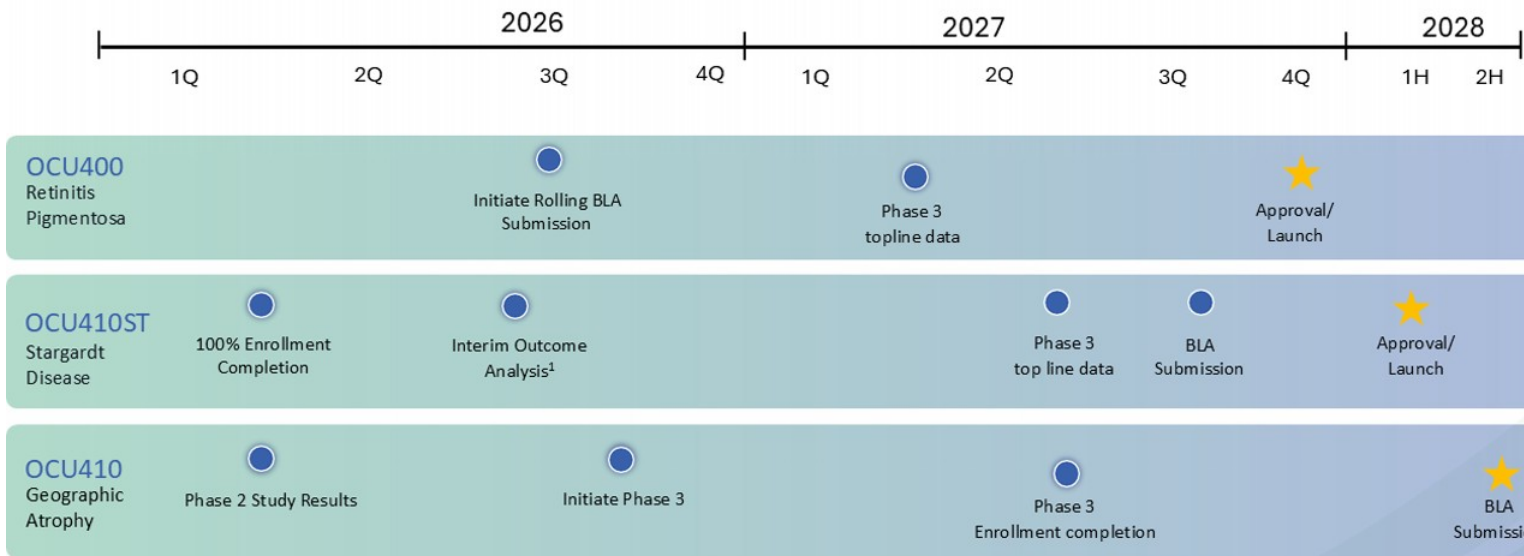 2026
2027
2028
1Q
2Q
3Q
4Q
1Q
2Q
3Q
4Q
1H
2H
OCU400
Retinitis
Pigmentosa
Initiate Rolling BLA
Submission
Phase 3
topline data
Approval/
Launch
OCU410ST
Stargardt
Disease
100% Enrollment
Completion
Interim Outcome
Analysis¹
Phase 3
top line data
BLA
Submission
Approval/
Launch
OCU410
Geographic
Atrophy
Phase 2 Study Results
Initiate Phase 3
Phase 3
Enrollment completion
BLA